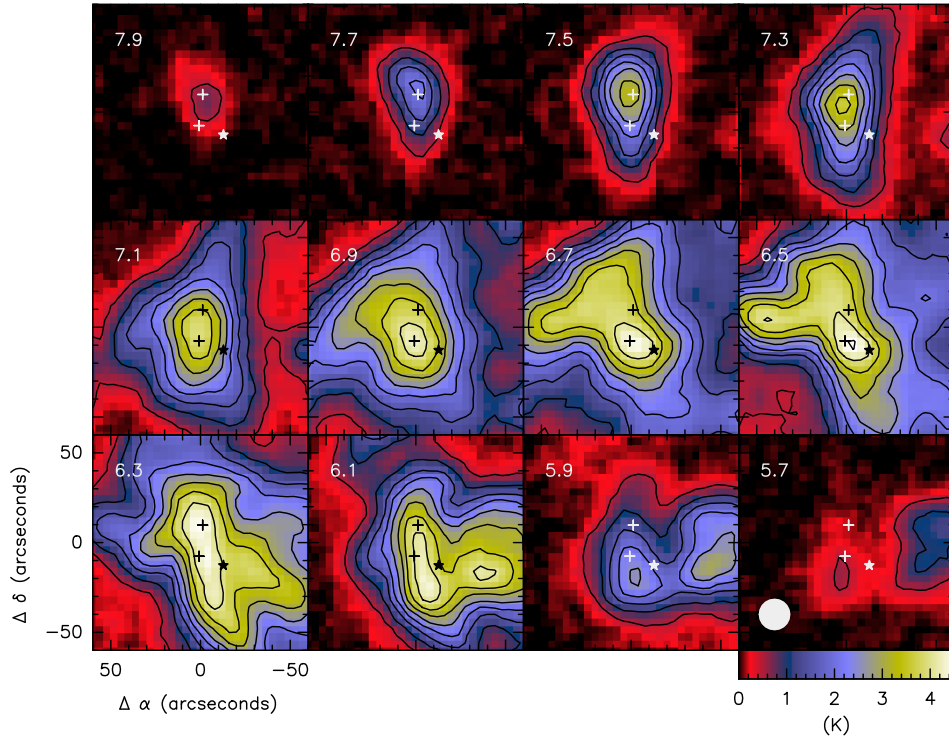 7.9 7.7 7.5 7.3
7.1 6.9 6.7 6.5
6.3 6.1 5.9 5.7
50
0
−50
Δ δ (arcseconds)
50 0 −50
Δ α (arcseconds)
0 1 2 3 4
(K)